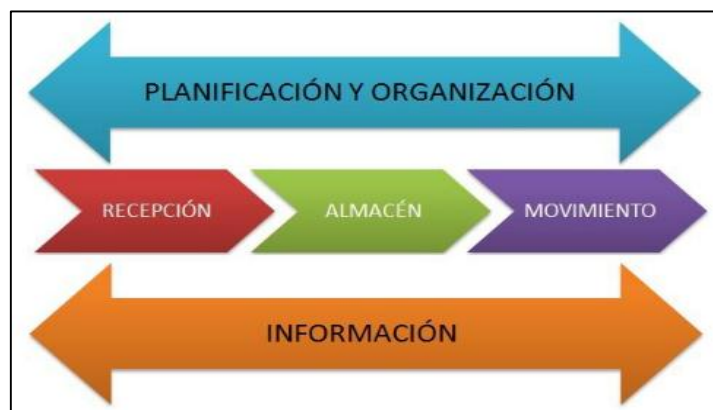 PLANIFICACIÓN Y ORGANIZACIÓN
RECEPCIÓN
ALMACÉN
MOVIMIENTO
INFORMACIÓN